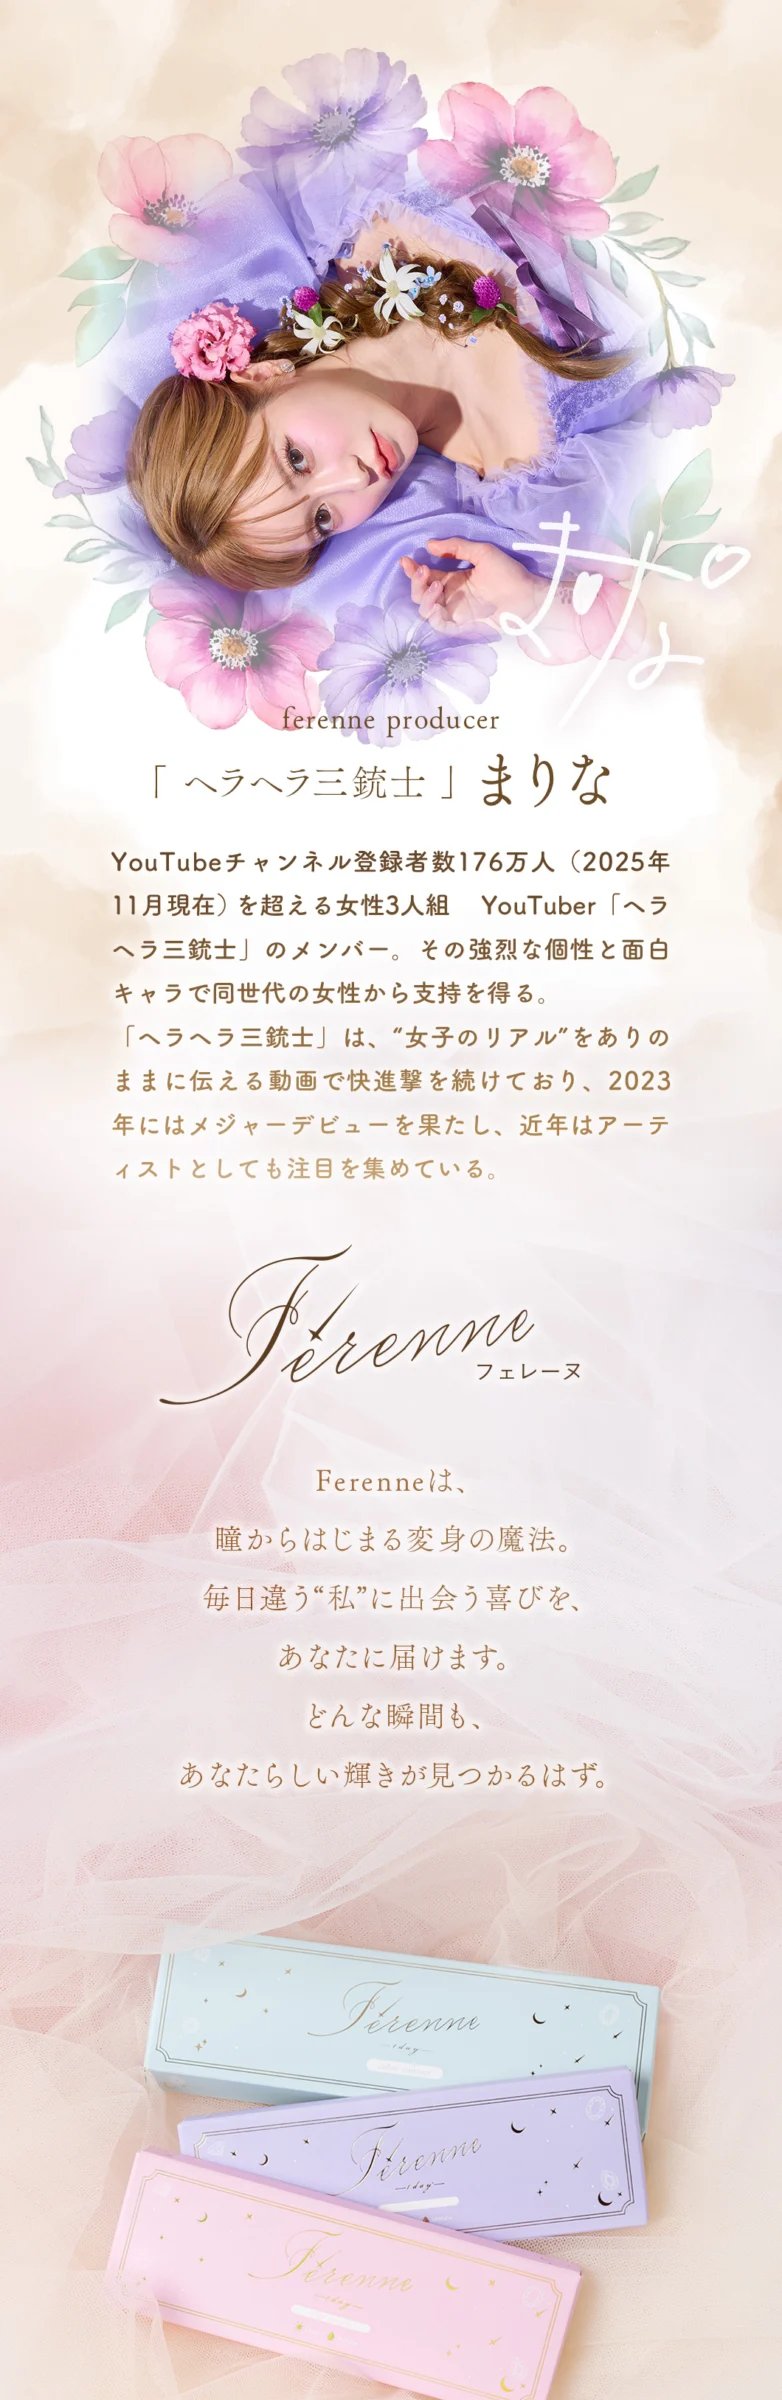 まりな
ferenne producer
「 ヘラヘラ三銃士 」 まりな
YouTubeチャンネル登録者数176万人（2025年
11月現在）を超える女性3人組　YouTuber「ヘラ
ヘラ三銃士」のメンバー。その強烈な個性と面白
キャラで同世代の女性から支持を得る。
「ヘラヘラ三銃士」は、“女子のリアル”をありの
ままに伝える動画で快進撃を続けており、2023
年にはメジャーデビューを果たし、近年はアーテ
ィストとしても注目を集めている。
Ferenne
フェレーヌ
Ferenneは、
瞳からはじまる変身の魔法。
毎日違う“私”に出会う喜びを、
あなたに届けます。
どんな瞬間も、
あなたらしい輝きが見つかるはず。
Ferenne
1day
Ferenne
1day
Ferenne
1day